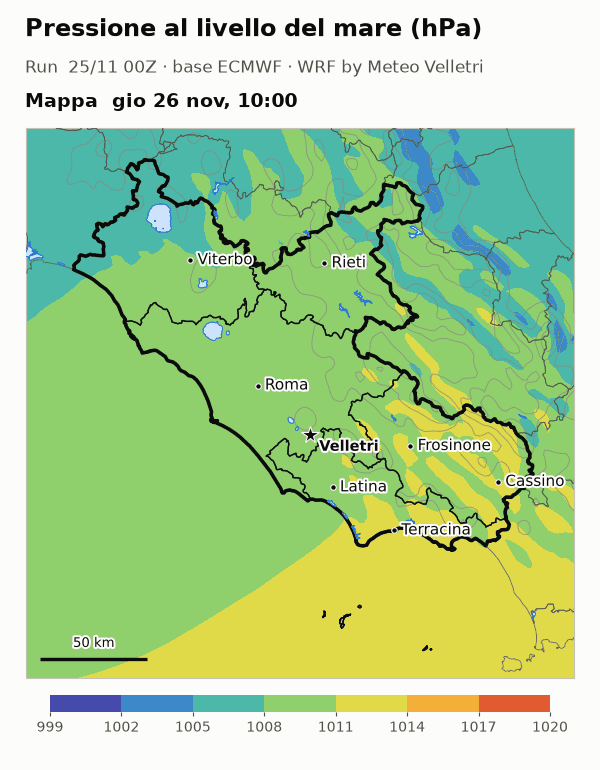 Pressione al livello del mare (hPa)
Run  25/11 00Z · base ECMWF · WRF by Meteo Velletri
Mappa  gio 26 nov, 10:00
Viterbo
Rieti
Roma
Velletri
Frosinone
Cassino
Latina
Terracina
50 km
999 1002 1005 1008 1011 1014 1017 1020